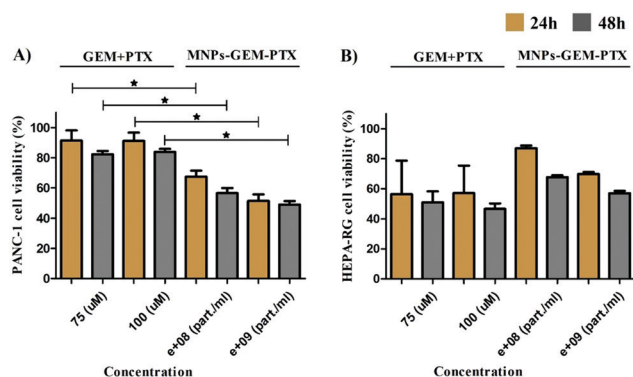 24h 48h
A)
GEM+PTX MNPs-GEM-PTX
★
★
★
★
PANC-1 cell viability (%)
100
80
60
40
20
0
75 (uM)
100 (uM)
e+08 (part./ml)
e+09 (part./ml)
Concentration
B)
GEM+PTX MNPs-GEM-PTX
HEPA-RG cell viability (%)
100
80
60
40
20
0
75 (uM)
100 (uM)
e+08 (part./ml)
e+09 (part./ml)
Concentration